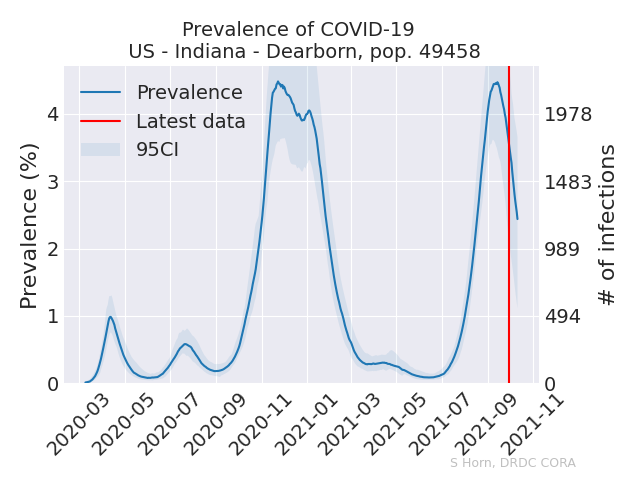 Prevalence of COVID-19
US - Indiana - Dearborn, pop. 49458
Prevalence
Latest data
95CI
Prevalence (%)
4
3
2
1
0
# of infections
1978
1483
989
494
0
2020-03
2020-05
2020-07
2020-09
2020-11
2021-01
2021-03
2021-05
2021-07
2021-09
2021-11
S Horn, DRDC CORA